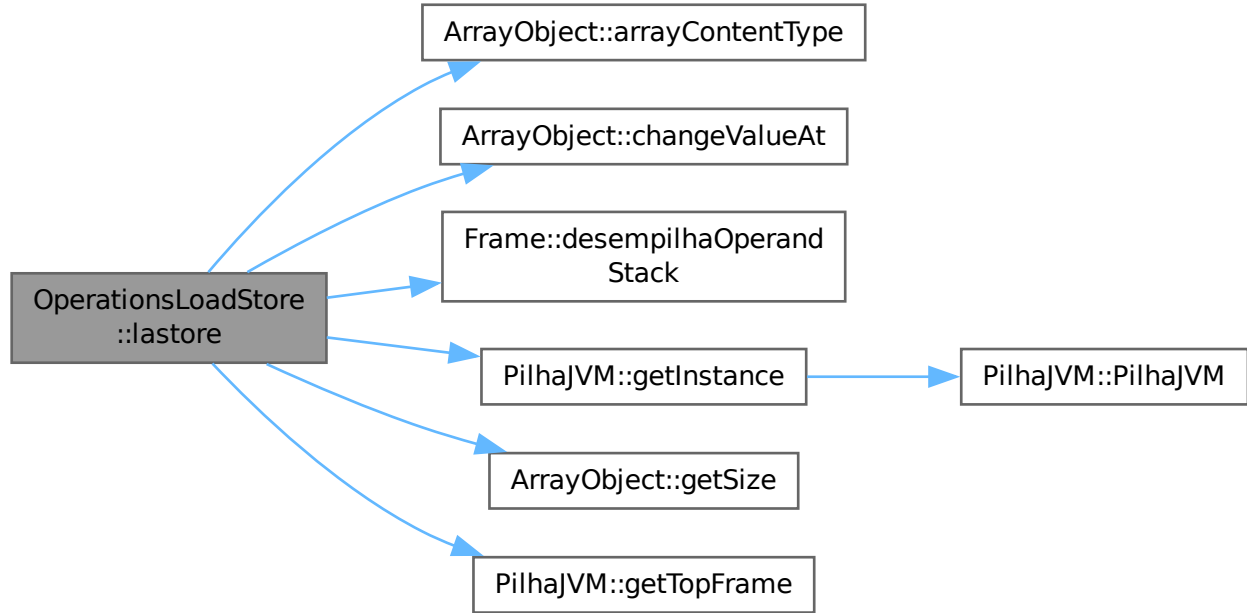 ArrayObject::arrayContentType
ArrayObject::changeValueAt
Frame::desempilhaOperand
Stack
OperationsLoadStore
::lastore
PilhaJVM::getInstance
PilhaJVM::PilhaJVM
ArrayObject::getSize
PilhaJVM::getTopFrame